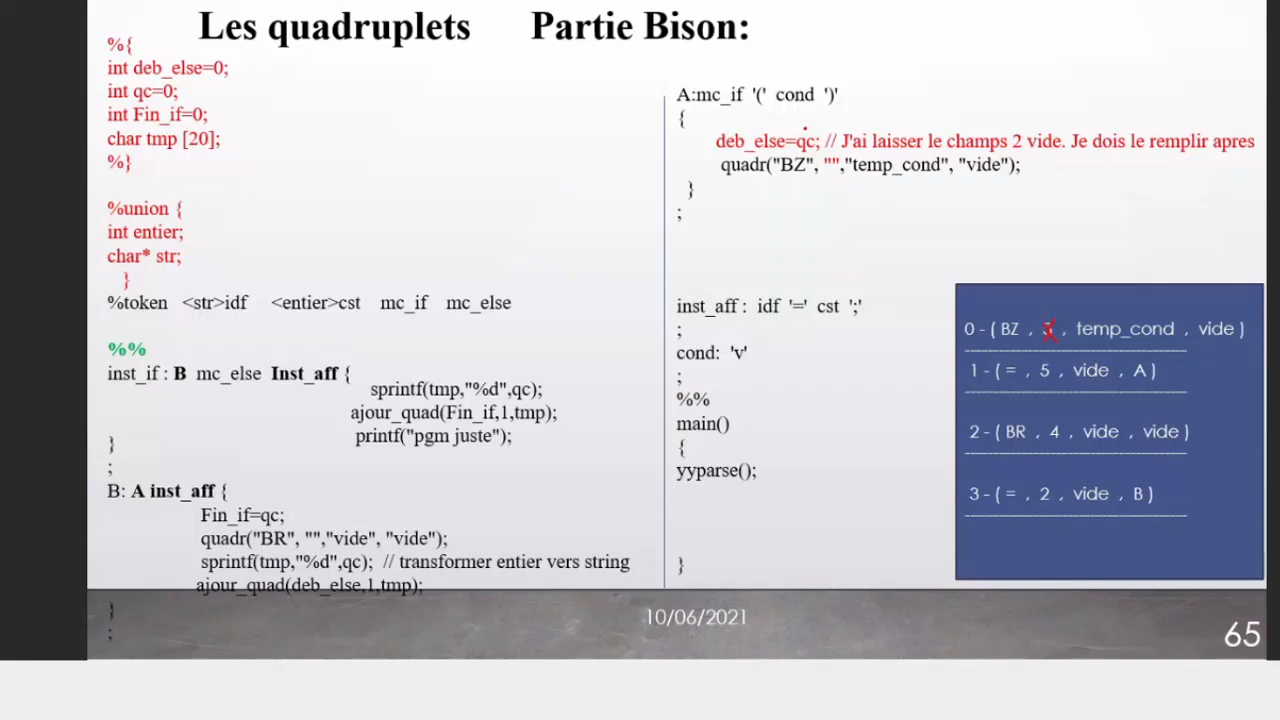 Les quadruplets Partie Bison:
%{
int deb_else=0;
int qc=0;
int Fin_if=0;
char tmp [20];
%}
%union {
int entier;
char* str;
}
%token <str>idf <entier>cst mc_if mc_else
%%
inst_if : B mc_else Inst_aff {
sprintf(tmp,"%d",qc);
ajour_quad(Fin_if,1,tmp);
printf("pgm juste");
}
;
B: A inst_aff {
Fin_if=qc;
quadr("BR", "","vide", "vide");
sprintf(tmp,"%d",qc); // transformer entier vers string
ajour_quad(deb_else,1,tmp);
}
;
A:mc_if '(' cond ')'
{
deb_else=qc; // J'ai laisser le champs 2 vide. Je dois le remplir apres
quadr("BZ", "","temp_cond", "vide");
}
;
inst_aff : idf '=' cst ';'
;
cond: 'v'
;
%%
main()
{
yyparse();
}
0 - ( BZ , , temp_cond , vide )
1 - ( = , 5 , vide , A )
2 - ( BR , 4 , vide , vide )
3 - ( = , 2 , vide , B )
10/06/2021
65